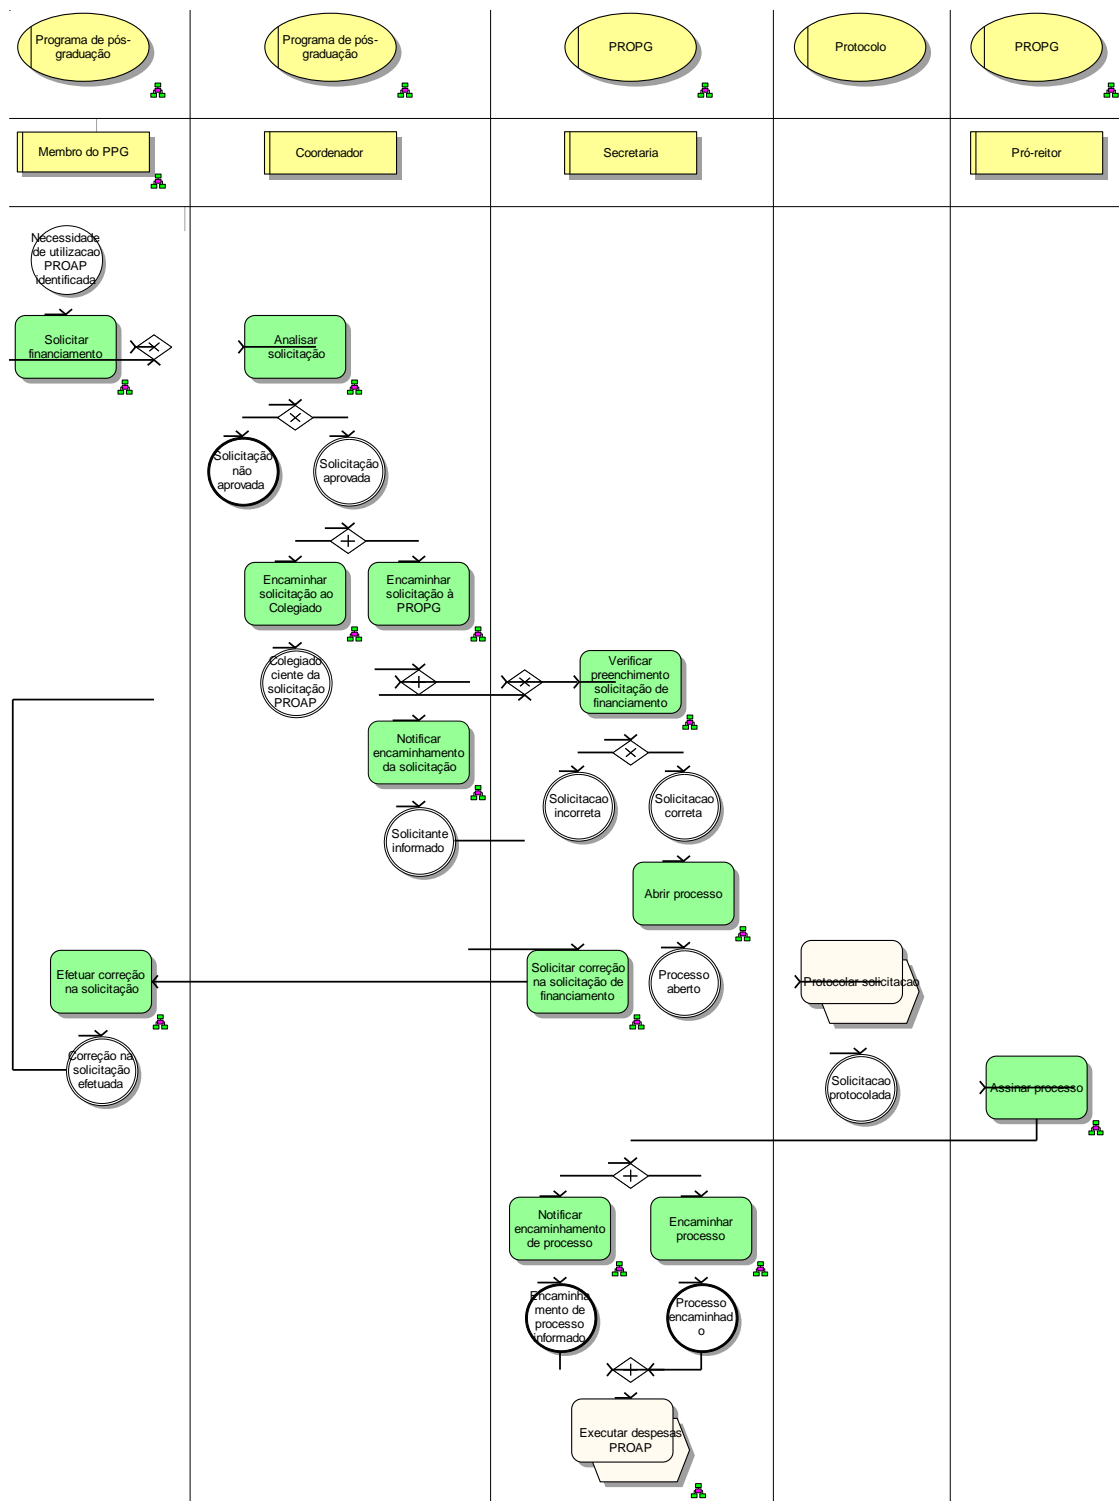 Programa de pós-
graduação
Programa de pós-
graduação
PROPG
Protocolo
PROPG
Membro do PPG
Coordenador
Secretaria
Pró-reitor
Necessidade
de utilizacao
PROAP
identificada
Solicitar
financiamento
Analisar
solicitação
Solicitação
não
aprovada
Solicitação
aprovada
Encaminhar
solicitação ao
Colegiado
Encaminhar
solicitação à
PROPG
Colegiado
ciente da
solicitação
PROAP
Verificar
preenchimento
solicitação de
financiamento
Notificar
encaminhamento
da solicitação
Solicitacao
incorreta
Solicitacao
correta
Solicitante
informado
Abrir processo
Efetuar correção
na solicitação
Solicitar correção
na solicitação de
financiamento
Processo
aberto
Protocolar solicitacao
Correção na
solicitação
efetuada
Solicitacao
protocolada
Assinar processo
Notificar
encaminhamento
de processo
Encaminhar
processo
Encaminha
mento de
processo
informado
Processo
encaminhad
o
Executar despesas
PROAP